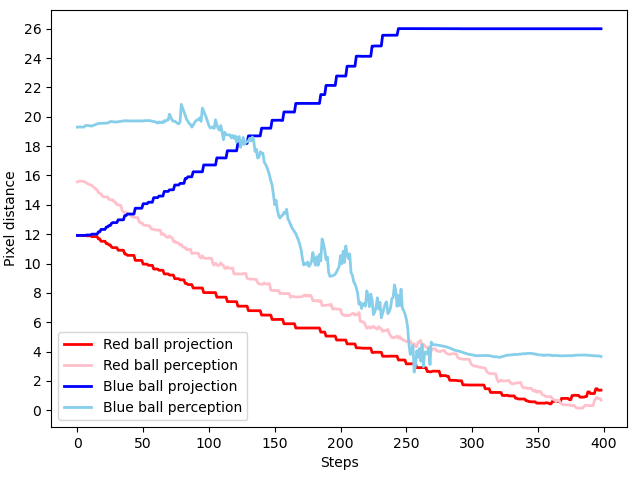 Pixel distance
26
24
22
20
18
16
14
12
10
8
6
4
2
0
Red ball projection
Red ball perception
Blue ball projection
Blue ball perception
0 50 100 150 200 250 300 350 400
Steps